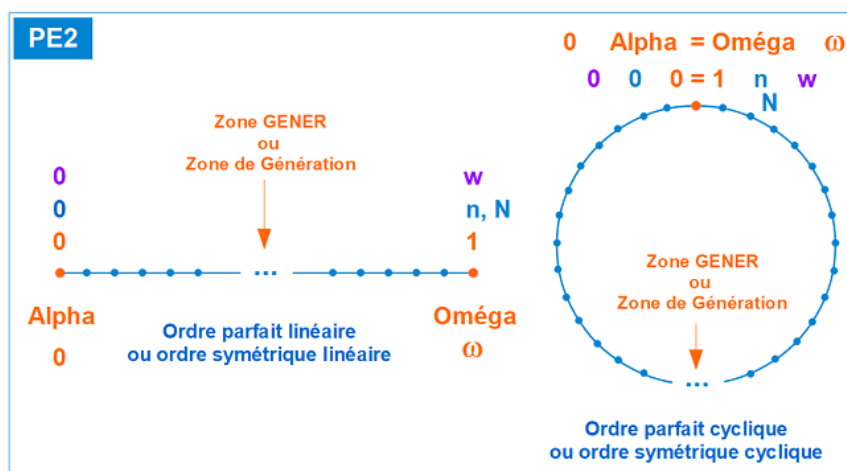 PE2
0 Alpha = Oméga ω
0 0 0 = 1 n w
N
Zone GENER
ou
Zone de Génération
0 w
0 n, N
0 1
...
Alpha Oméga
0 ω
Ordre parfait linéaire
ou ordre symétrique linéaire
Zone GENER
ou
Zone de Génération
...
Ordre parfait cyclique
ou ordre symétrique cyclique